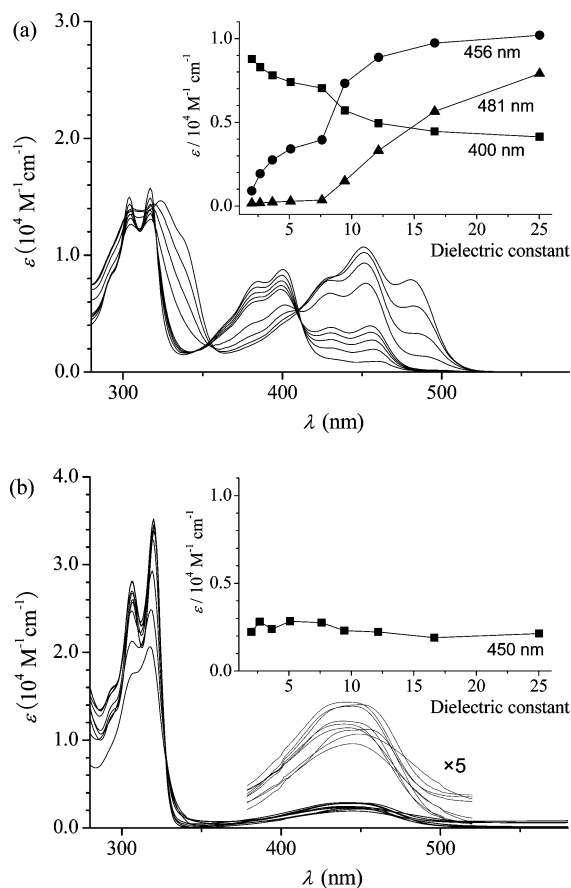 (a)
ε (10⁴ M⁻¹cm⁻¹)
3.0
2.0
1.0
0.0
300
400
500
λ (nm)
ε / 10⁴ M⁻¹ cm⁻¹
1.0
0.5
0.0
5
10
15
20
25
Dielectric constant
456 nm
481 nm
400 nm
(b)
ε (10⁴ M⁻¹cm⁻¹)
4.0
3.0
2.0
1.0
0.0
300
400
500
λ (nm)
ε / 10⁴ M⁻¹ cm⁻¹
1.0
0.5
0.0
5
10
15
20
25
Dielectric constant
450 nm
×5